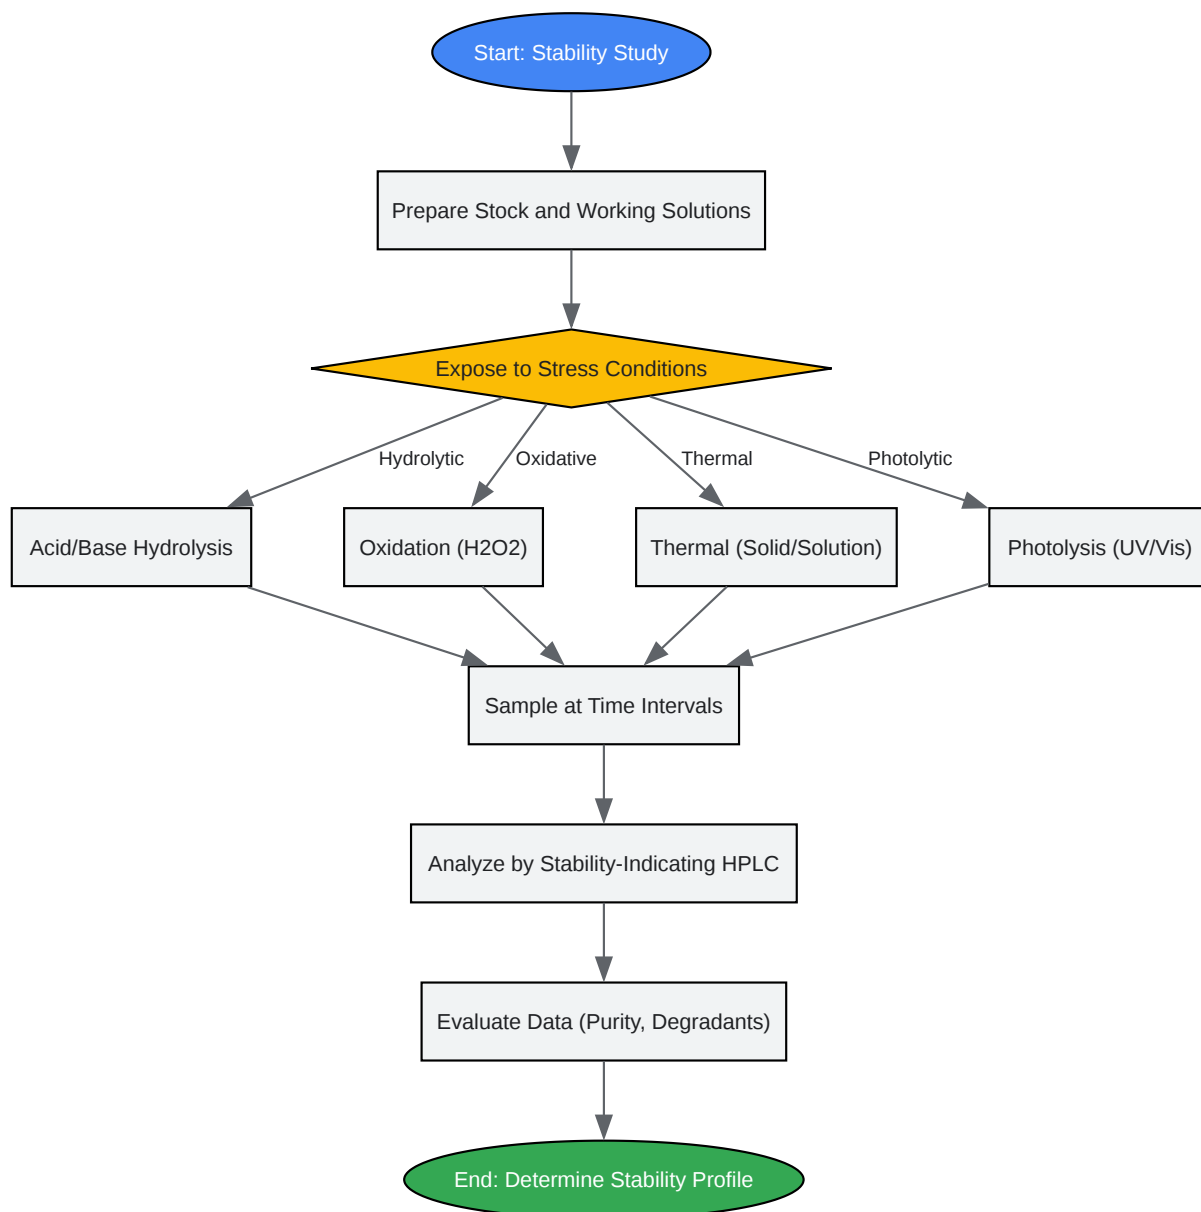 Start: Stability Study
Prepare Stock and Working Solutions
Expose to Stress Conditions
Hydrolytic
Oxidative
Thermal
Photolytic
Acid/Base Hydrolysis
Oxidation (H2O2)
Thermal (Solid/Solution)
Photolysis (UV/Vis)
Sample at Time Intervals
Analyze by Stability-Indicating HPLC
Evaluate Data (Purity, Degradants)
End: Determine Stability Profile